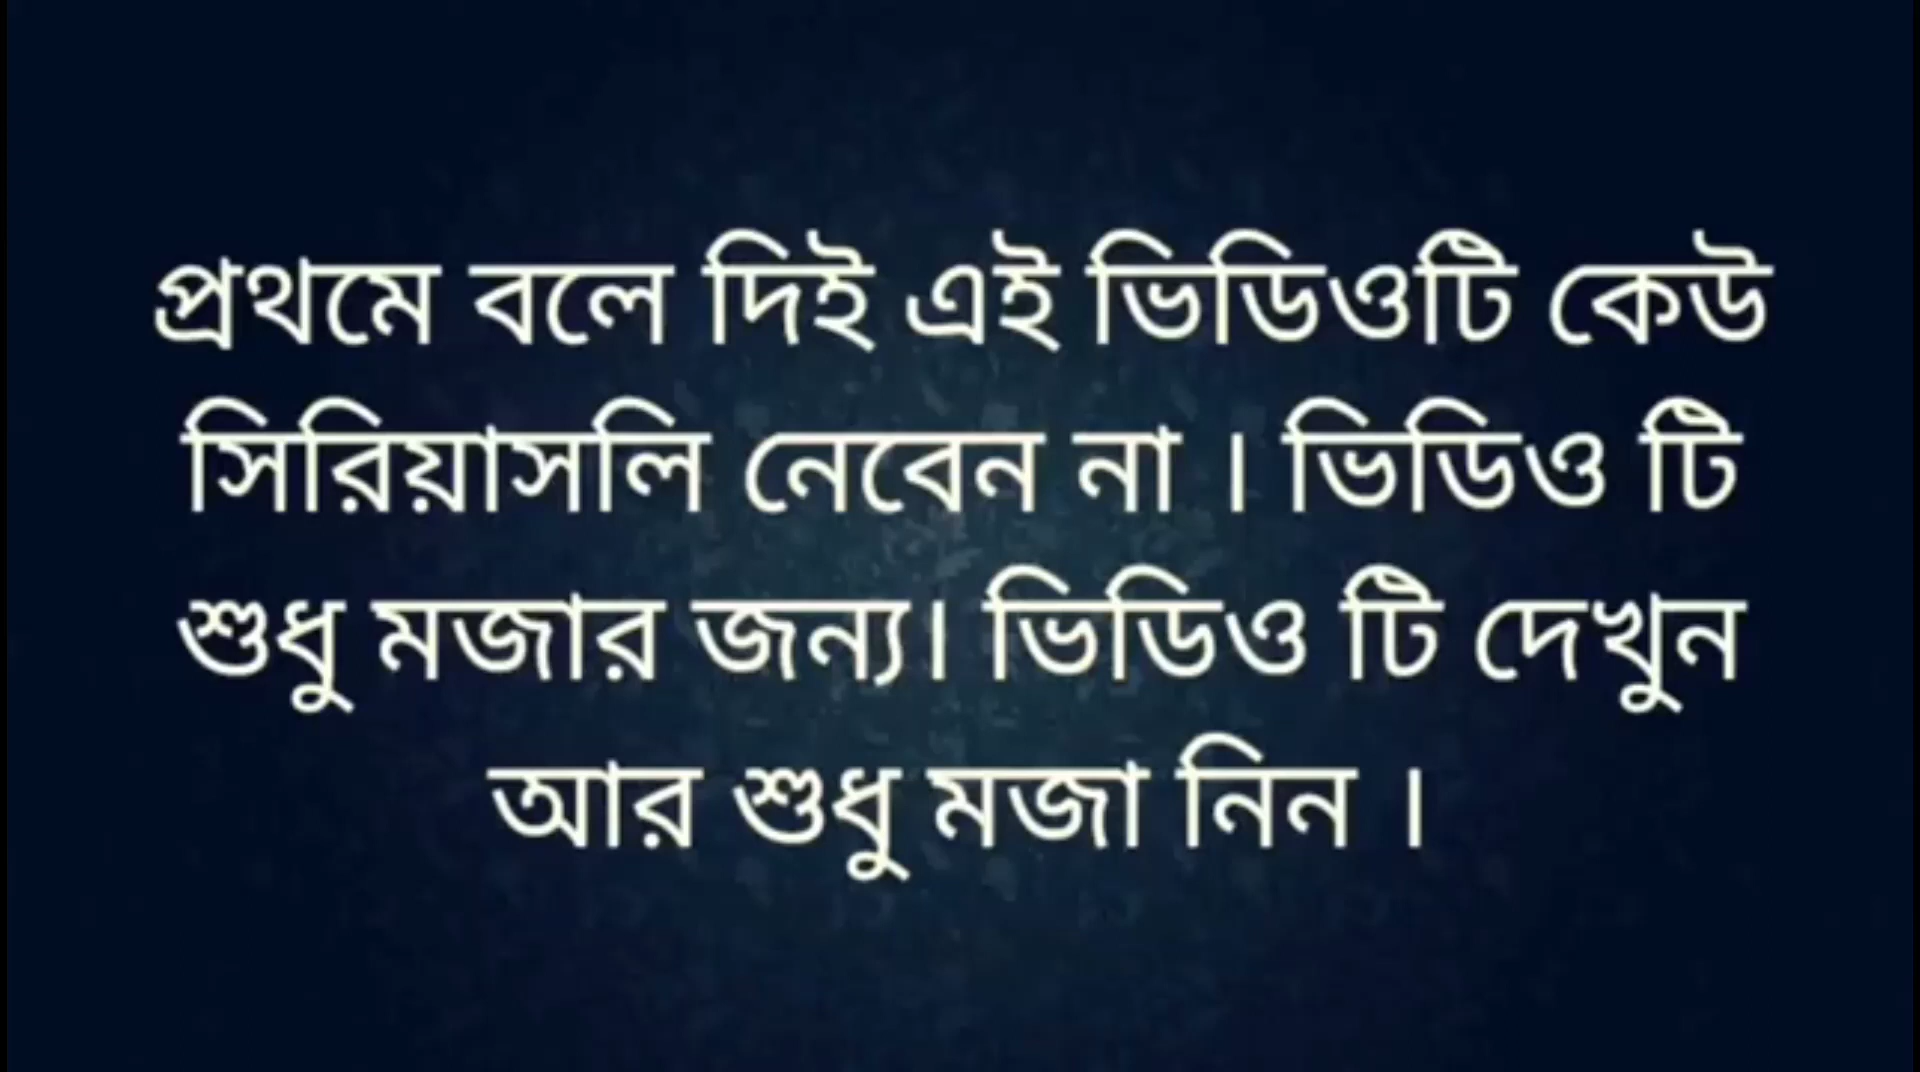 প্রথমে বলে দিই এই ভিডিওটি কেউ
সিরিয়াসলি নেবেন না । ভিডিও টি
শুধু মজার জন্য। ভিডিও টি দেখুন
আর শুধু মজা নিন ।